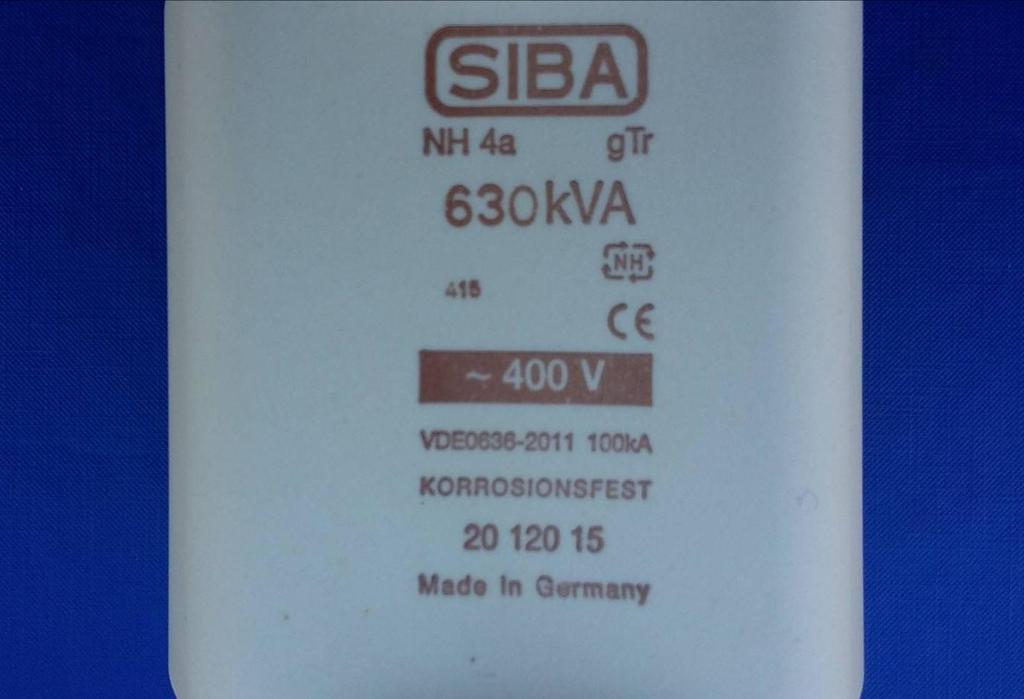 SIBA
NH 4a gTr
630kVA
NH
415
CE
~ 400 V
VDE0636-2011 100kA
KORROSIONSFEST
20 120 15
Made In Germany